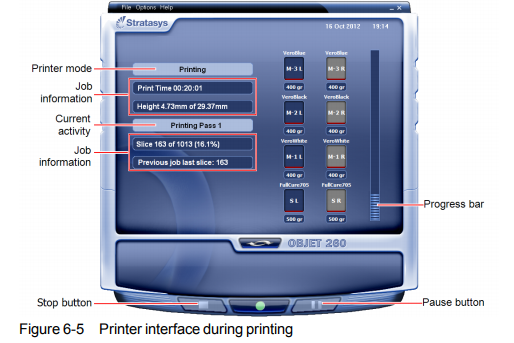 File Options Help
Stratasys
16 Oct 2012 19:14
Printer mode
Printing
Job
information
Print Time 00:20:01
Height 4.73mm of 29.37mm
Current
activity
Printing Pass 1
Job
information
Slice 163 of 1013 (16.1%)
Previous job last slice: 163
VeroBlue VeroBlue
M-3 L M-3 R
400 gr 400 gr
VeroBlack VeroBlack
M-2 L M-2 R
400 gr 400 gr
VeroWhite VeroWhite
M-1 L M-1 R
400 gr 400 gr
FullCure705 FullCure705
S L S R
500 gr 500 gr
Progress bar
OBJET 260
Stop button
Pause button
Figure 6-5 Printer interface during printing